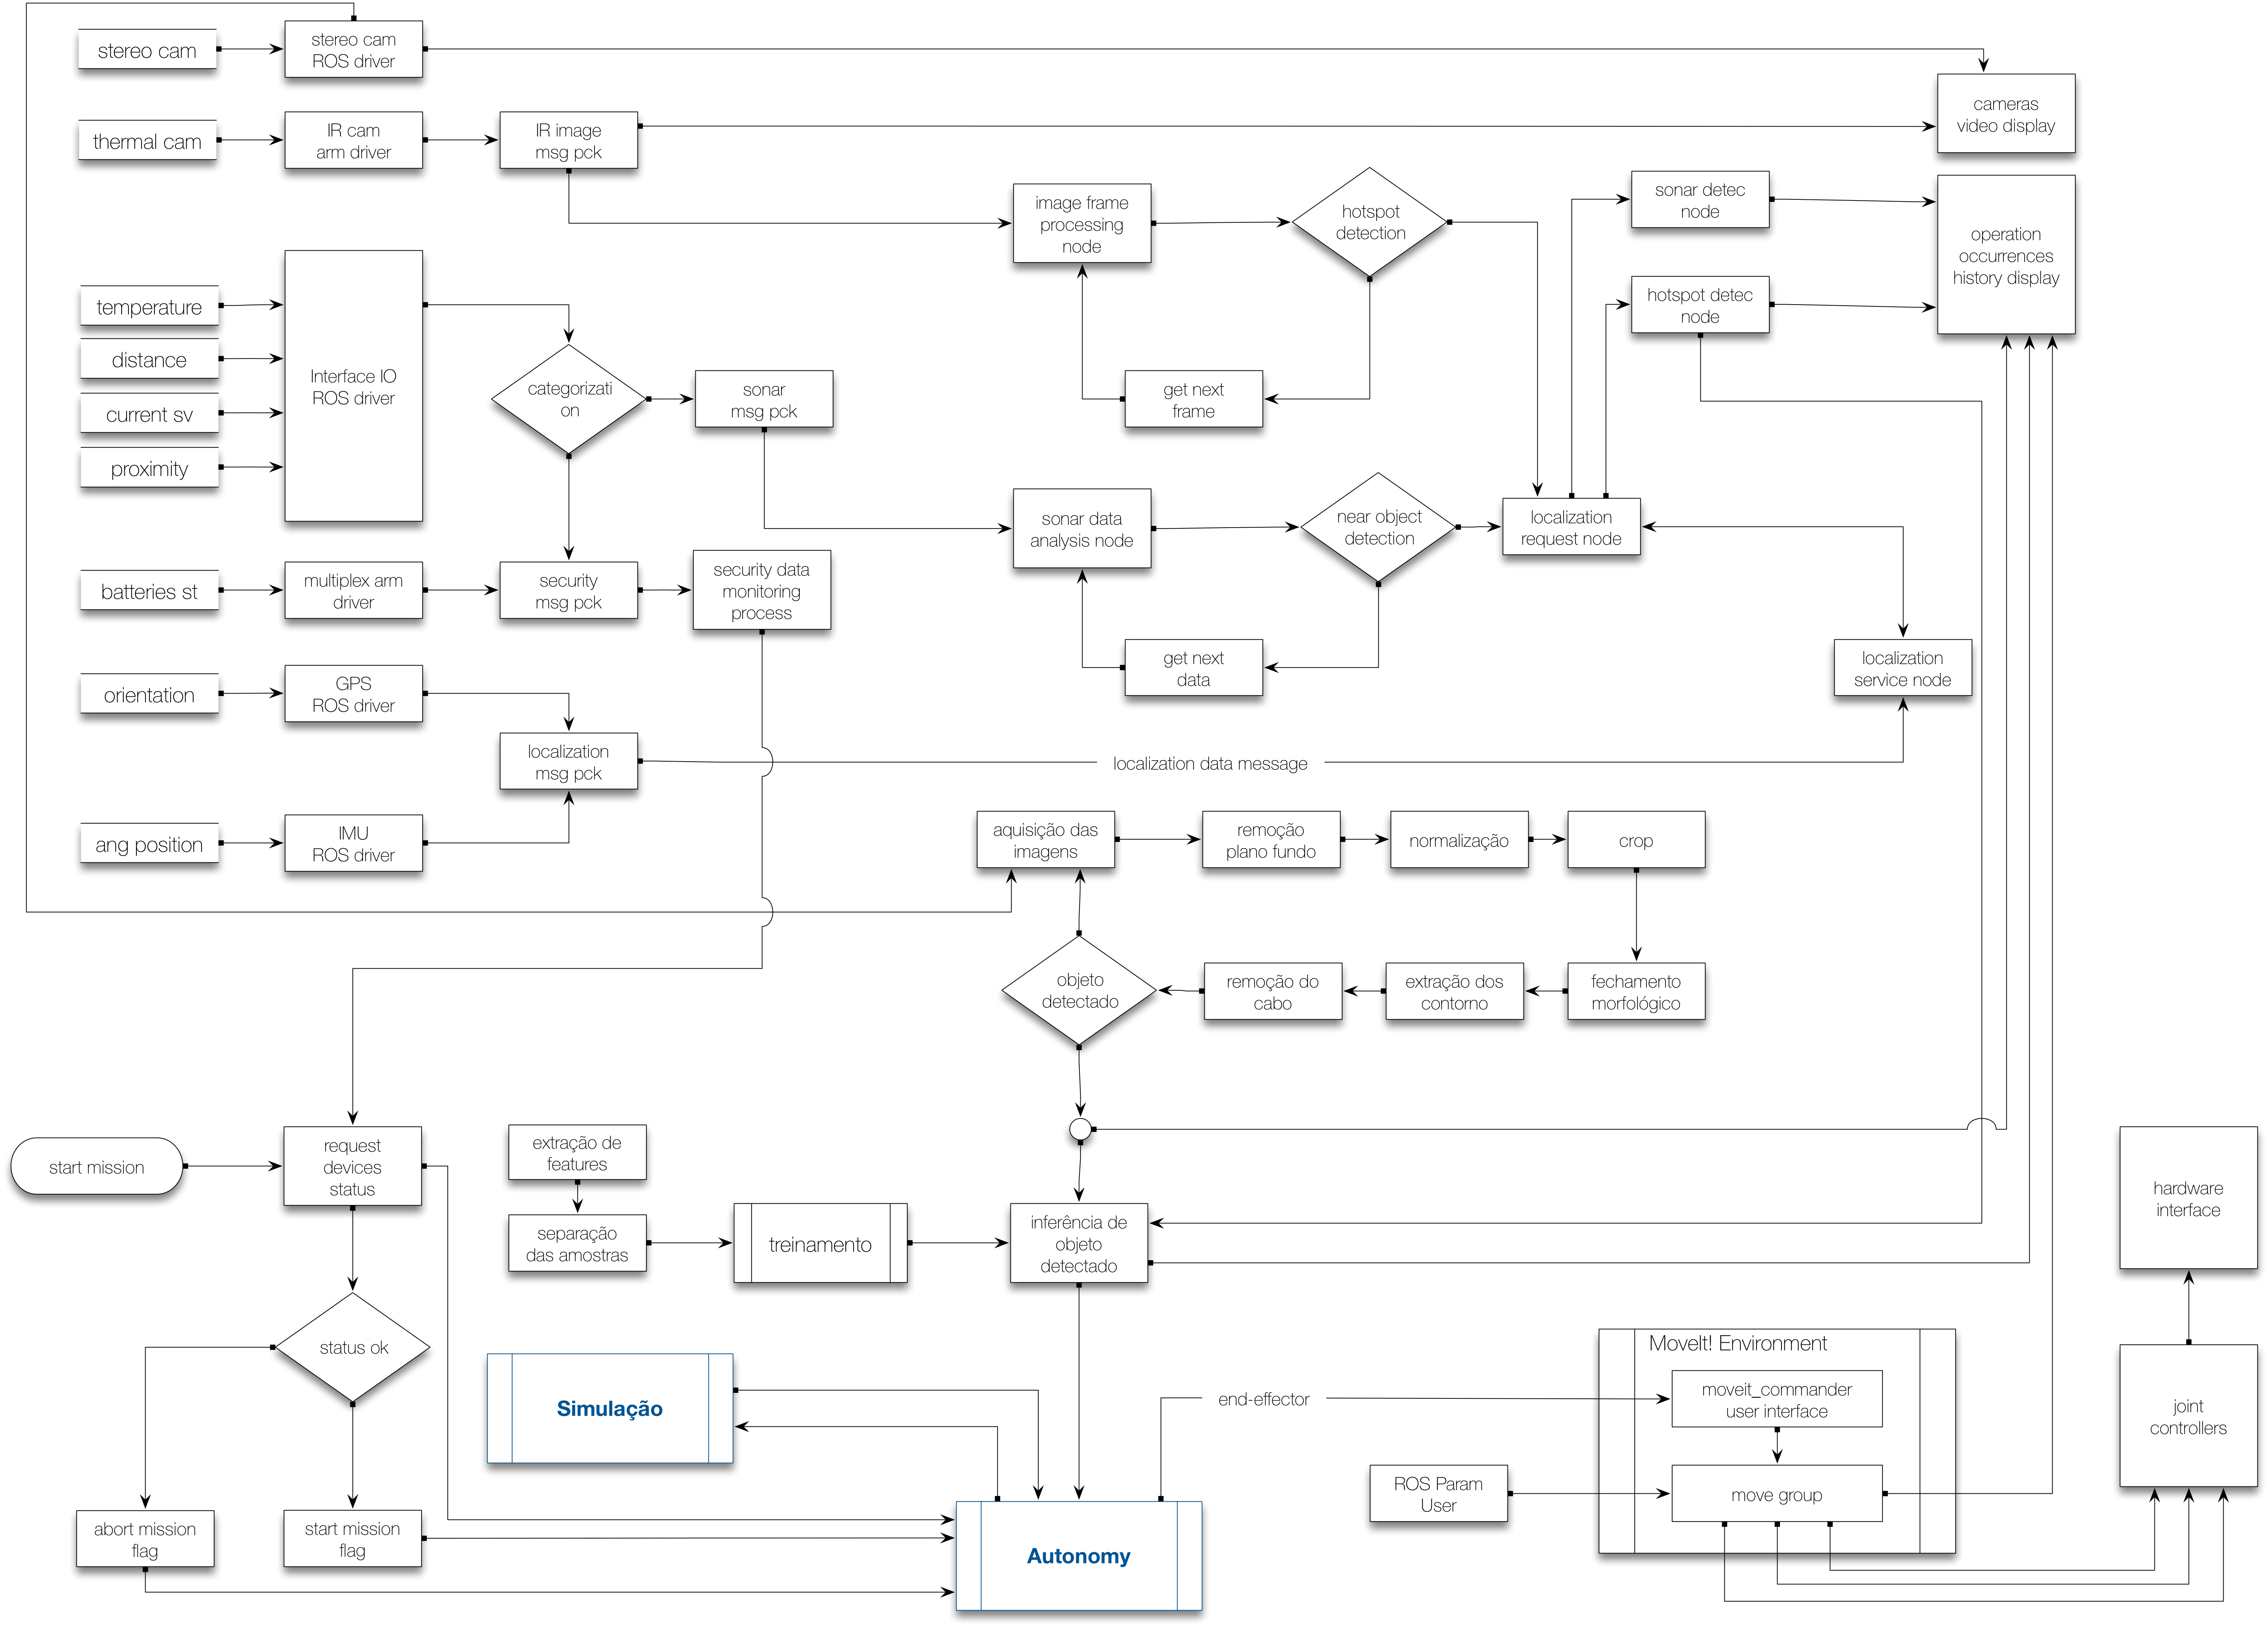 stereo cam
stereo cam
ROS driver
cameras
video display
thermal cam
IR cam
arm driver
IR image
msg pck
image frame
processing
node
hotspot
detection
sonar detec
node
operation
occurrences
history display
hotspot detec
node
temperature
distance
current sv
proximity
Interface IO
ROS driver
categorizati
on
sonar
msg pck
get next
frame
sonar data
analysis node
near object
detection
localization
request node
batteries st
multiplex arm
driver
security
msg pck
security data
monitoring
process
get next
data
localization
service node
orientation
GPS
ROS driver
localization
msg pck
localization data message
ang position
IMU
ROS driver
aquisição das
imagens
remoção
plano fundo
normalização
crop
objeto
detectado
remoção do
cabo
extração dos
contorno
fechamento
morfológico
start mission
request
devices
status
extração de
features
separação
das amostras
treinamento
inferência de
objeto
detectado
hardware
interface
status ok
Simulação
end-effector
MoveIt! Environment
moveit_commander
user interface
joint
controllers
ROS Param
User
move group
abort mission
flag
start mission
flag
Autonomy